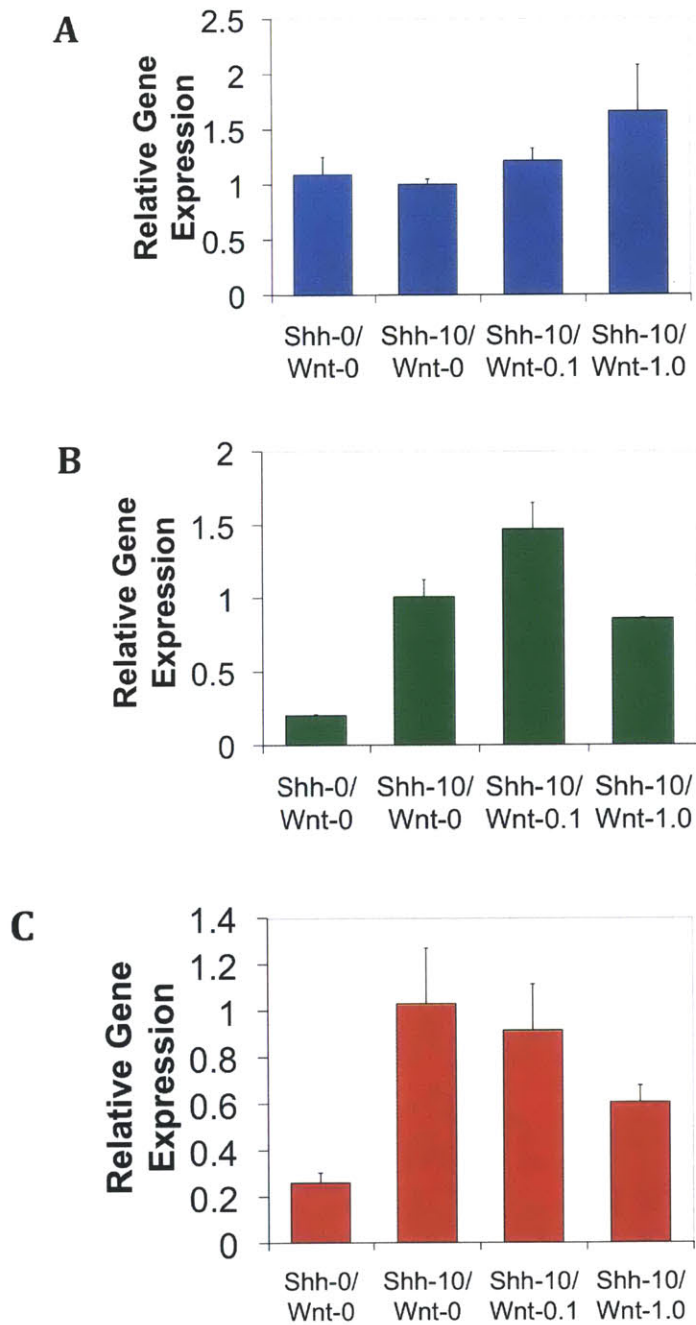 A
Relative Gene
Expression
2.5
2
1.5
1
0.5
0
Shh-0/ Shh-10/ Shh-10/ Shh-10/
Wnt-0 Wnt-0 Wnt-0.1 Wnt-1.0
B
Relative Gene
Expression
2
1.5
1
0.5
0
Shh-0/ Shh-10/ Shh-10/ Shh-10/
Wnt-0 Wnt-0 Wnt-0.1 Wnt-1.0
C
Relative Gene
Expression
1.4
1.2
1
0.8
0.6
0.4
0.2
0
Shh-0/ Shh-10/ Shh-10/ Shh-10/
Wnt-0 Wnt-0 Wnt-0.1 Wnt-1.0